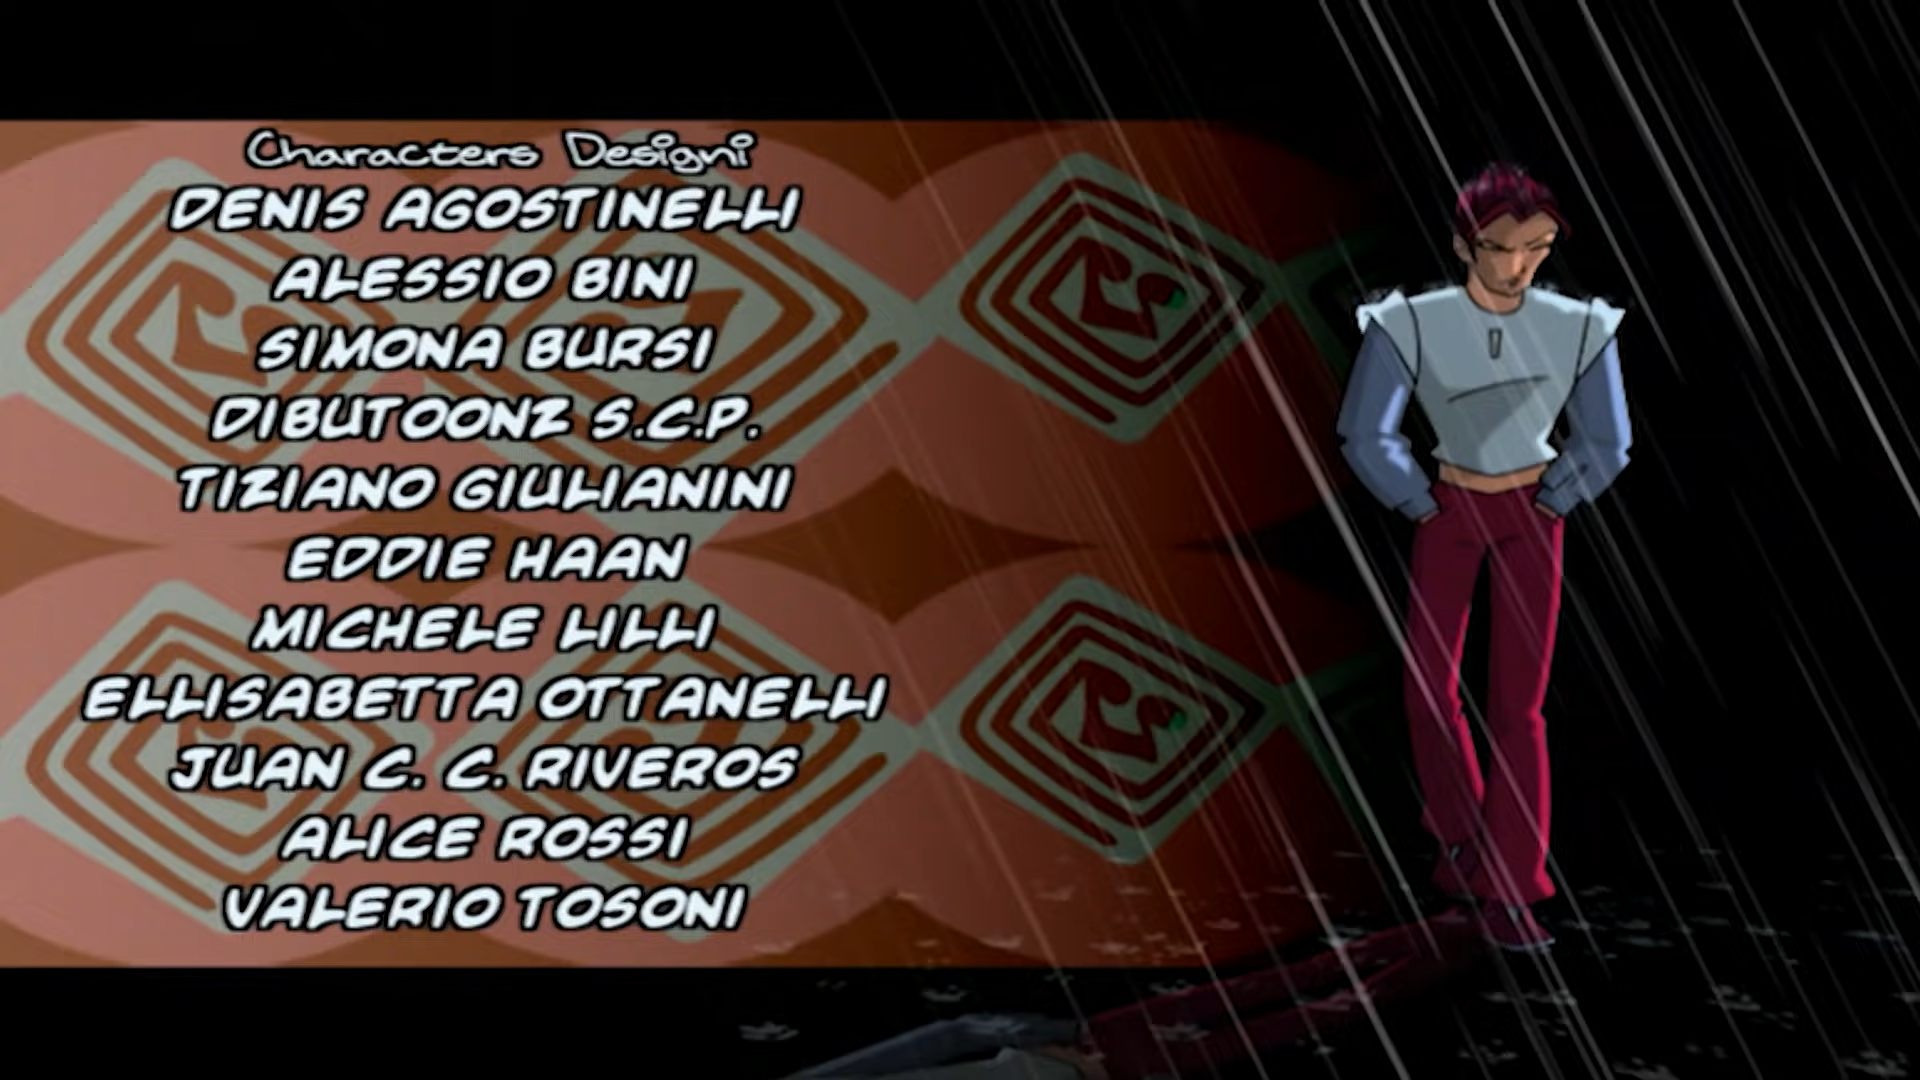 Characters Designi
DENIS AGOSTINELLI
ALESSIO BINI
SIMONA BURSI
DIBUTOONZ S.C.P.
TIZIANO GIULIANINI
EDDIE HAAN
MICHELE LILLI
ELLISABETTA OTTANELLI
JUAN C. C. RIVEROS
ALICE ROSSI
VALERIO TOSONI